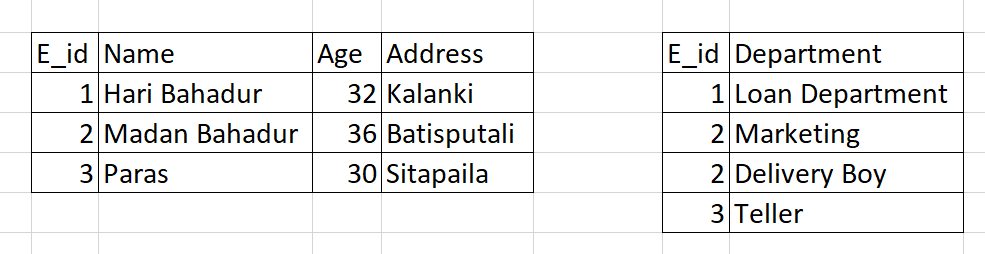 E_id Name Age Address
1 Hari Bahadur 32 Kalanki
2 Madan Bahadur 36 Batisputali
3 Paras 30 Sitapaila
E_id Department
1 Loan Department
2 Marketing
2 Delivery Boy
3 Teller